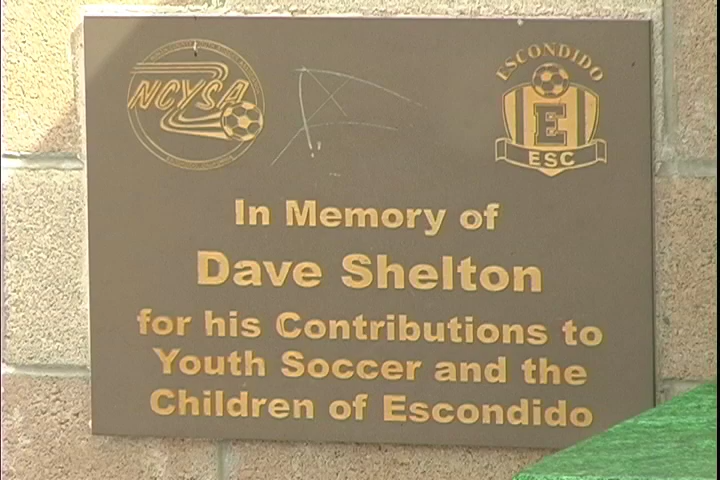 NCYSA
ESCONDIDO
E
ESC
In Memory of
Dave Shelton
for his Contributions to
Youth Soccer and the
Children of Escondido